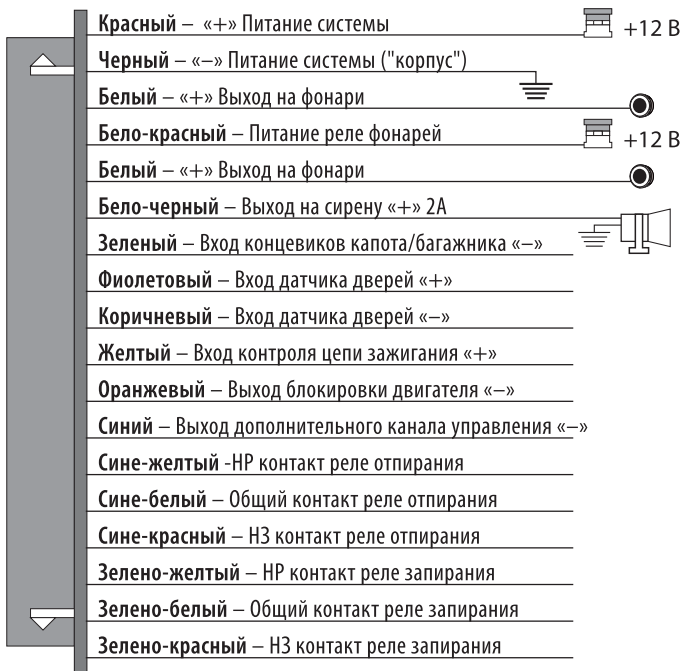 Красный – «+» Питание системы
+12 В
Черный – «–» Питание системы ("корпус")
Белый – «+» Выход на фонари
Бело-красный – Питание реле фонарей
+12 В
Белый – «+» Выход на фонари
Бело-черный – Выход на сирену «+» 2А
Зеленый – Вход концевиков капота/багажника «–»
Фиолетовый – Вход датчика дверей «+»
Коричневый – Вход датчика дверей «–»
Желтый – Вход контроля цепи зажигания «+»
Оранжевый – Выход блокировки двигателя «–»
Синий – Выход дополнительного канала управления «–»
Сине-желтый -НР контакт реле отпирания
Сине-белый – Общий контакт реле отпирания
Сине-красный – НЗ контакт реле отпирания
Зелено-желтый – НР контакт реле запирания
Зелено-белый – Общий контакт реле запирания
Зелено-красный – НЗ контакт реле запирания